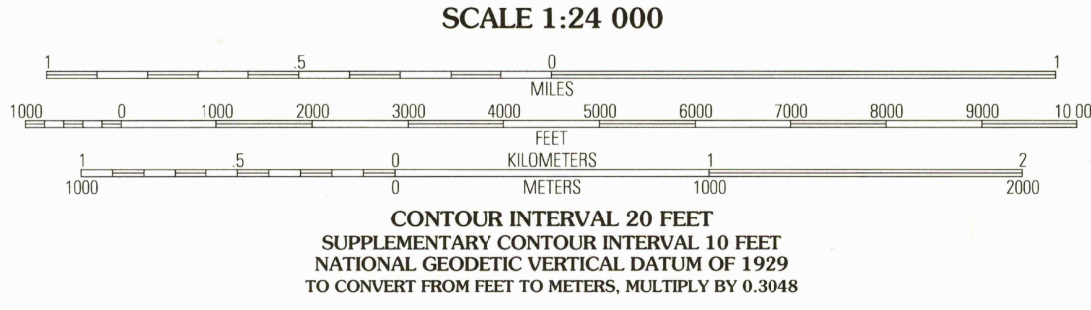 SCALE 1:24 000
1 .5 0 1
MILES
1000 0 1000 2000 3000 4000 5000 6000 7000 8000 9000 10 00
FEET
1 .5 0 KILOMETERS 1 2
1000 0 METERS 1000 2000
CONTOUR INTERVAL 20 FEET
SUPPLEMENTARY CONTOUR INTERVAL 10 FEET
NATIONAL GEODETIC VERTICAL DATUM OF 1929
TO CONVERT FROM FEET TO METERS, MULTIPLY BY 0.3048